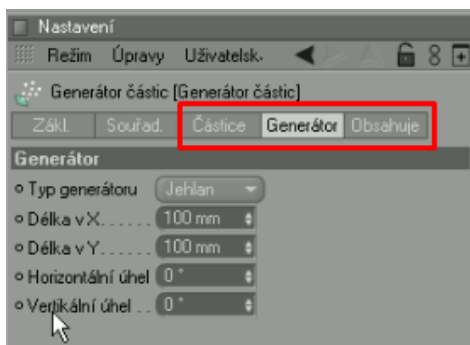 Nastavení
Režim Úpravy Uživatelsk.
Generátor částic [Generátor částic]
Zákl. Souřad. Částice Generátor Obsahuje
Generátor
Typ generátoru Jehlan
Délka v X. . . . . . 100 mm
Délka v Y. . . . . . 100 mm
Horizontální úhel 0 °
Vertikální úhel . . 0 °